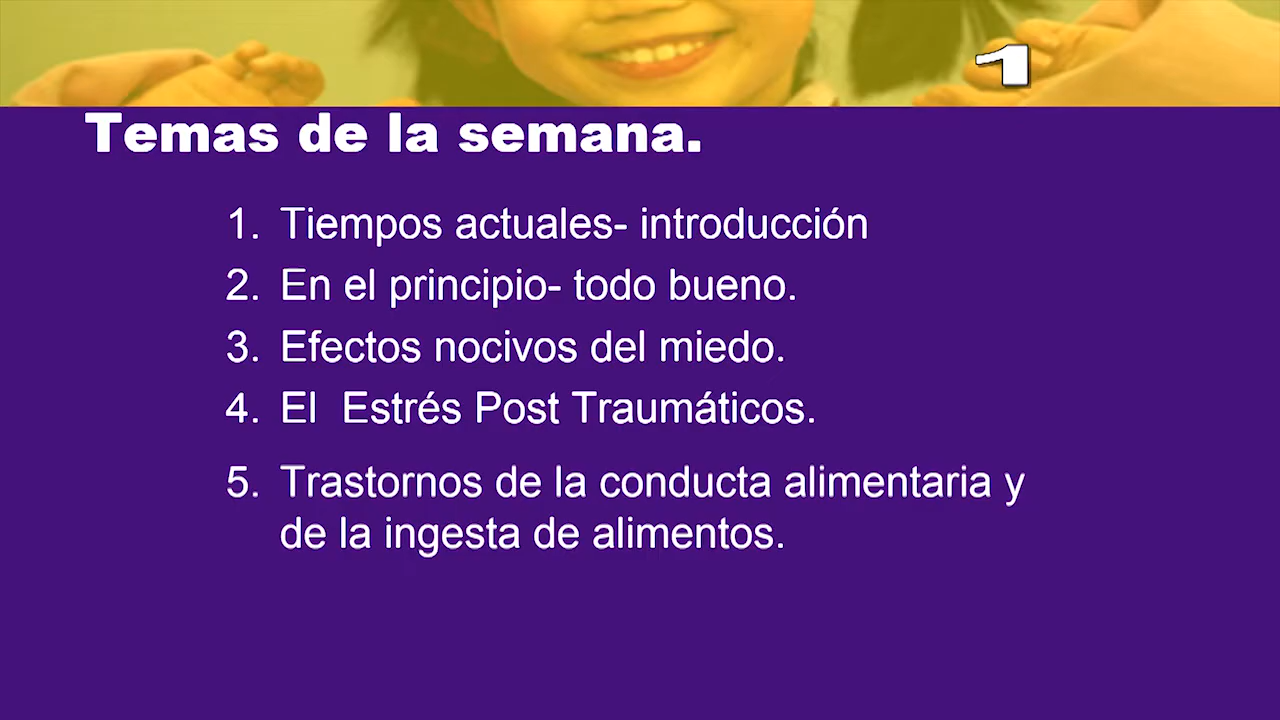 1
Temas de la semana.
1. Tiempos actuales- introducción
2. En el principio- todo bueno.
3. Efectos nocivos del miedo.
4. El  Estrés Post Traumáticos.
5. Trastornos de la conducta alimentaria y
de la ingesta de alimentos.